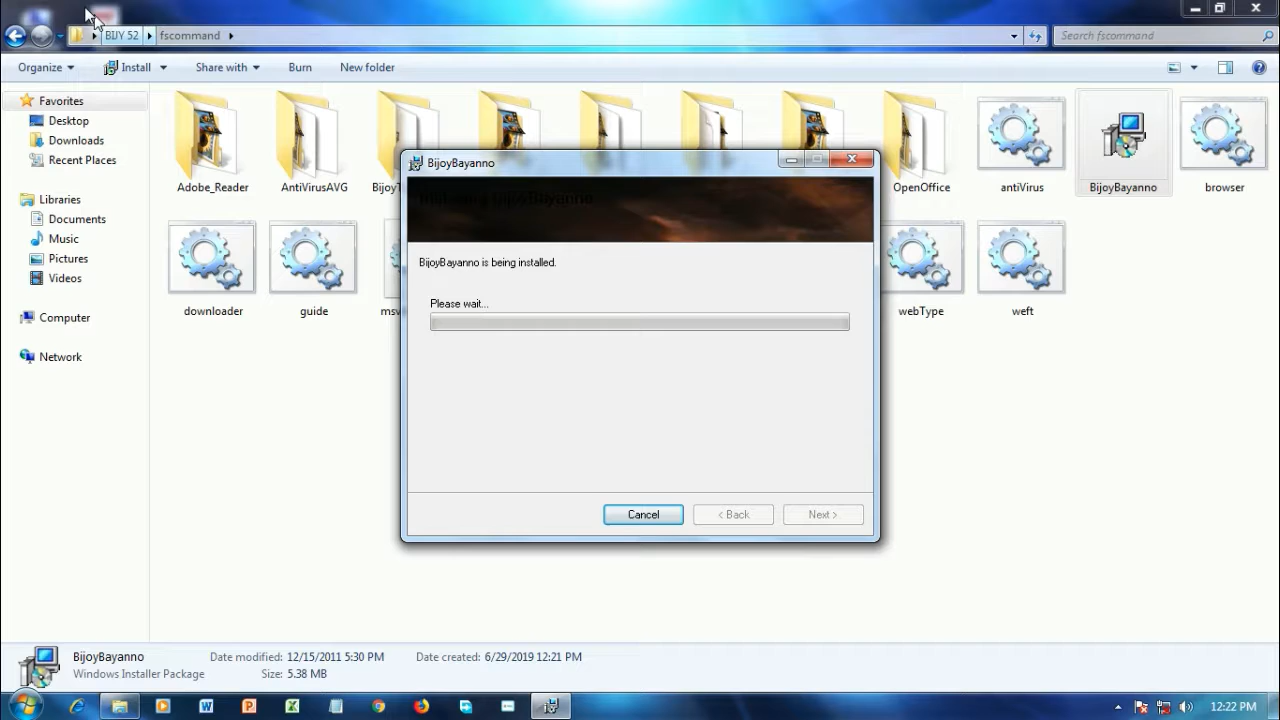 BIJY 52
fscommand
Search fscommand
Organize
Install
Share with
Burn
New folder
Favorites
Desktop
Downloads
Recent Places
Libraries
Documents
Music
Pictures
Videos
Computer
Network
Adobe_Reader
AntiVirusAVG
OpenOffice
antiVirus
BijoyBayanno
browser
downloader
guide
webType
weft
BijoyBayanno
Installing BijoyBayanno
BijoyBayanno is being installed.
Please wait...
Cancel
< Back
Next >
BijoyBayanno
Date modified: 12/15/2011 5:30 PM
Date created: 6/29/2019 12:21 PM
Windows Installer Package
Size: 5.38 MB
12:22 PM